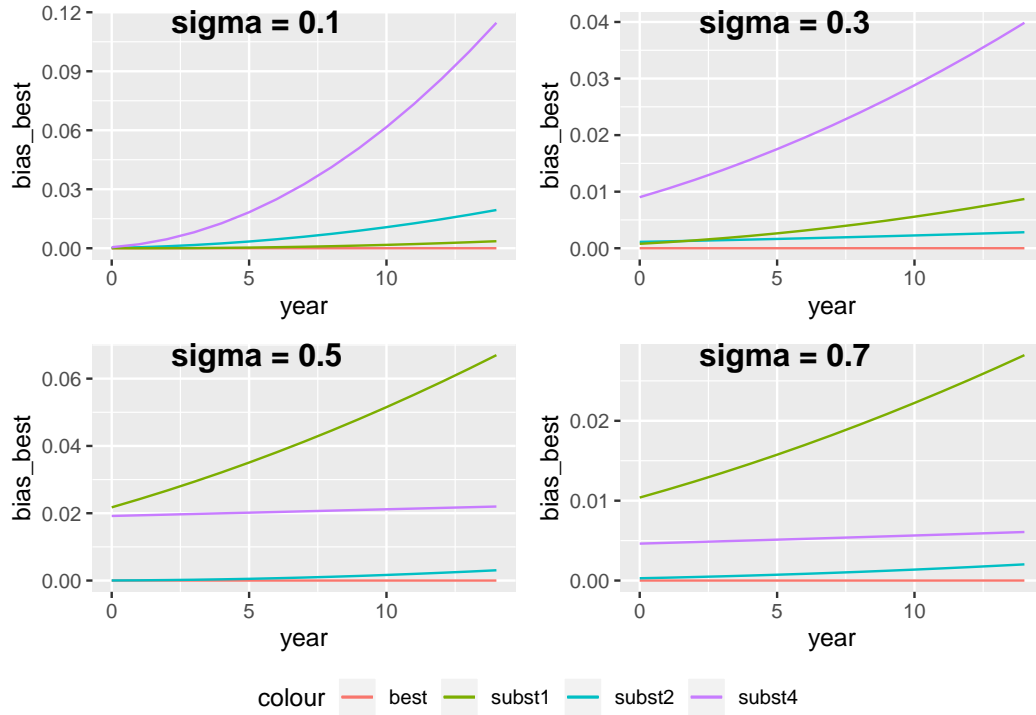 sigma = 0.1
0.12
0.09
0.06
0.03
0.00
bias_best
0
5
10
year
sigma = 0.3
0.04
0.03
0.02
0.01
0.00
bias_best
0
5
10
year
sigma = 0.5
0.06
0.04
0.02
0.00
bias_best
0
5
10
year
sigma = 0.7
0.02
0.01
0.00
bias_best
0
5
10
year
colour best subst1 subst2 subst4